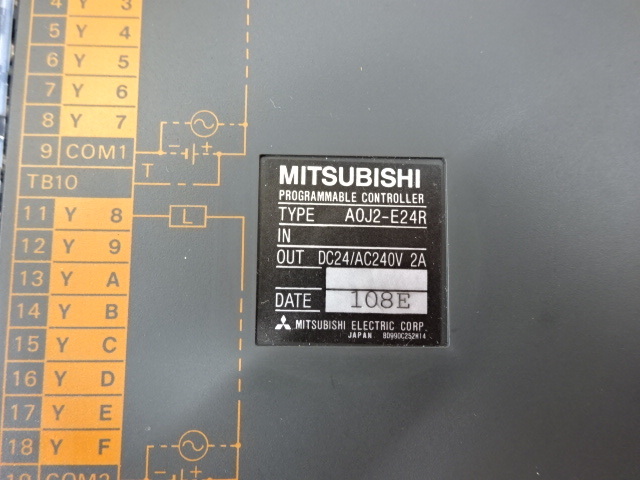 4 Y 3
5 Y 4
6 Y 5
7 Y 6
8 Y 7
9 COM1
TB10
11 Y 8
12 Y 9
13 Y A
14 Y B
15 Y C
16 Y D
17 Y E
18 Y F
T
L
MITSUBISHI
PROGRAMMABLE CONTROLLER
TYPE A0J2-E24R
IN
OUT DC24/AC240V 2A
DATE 108E
MITSUBISHI ELECTRIC CORP.
JAPAN BD990C252H14